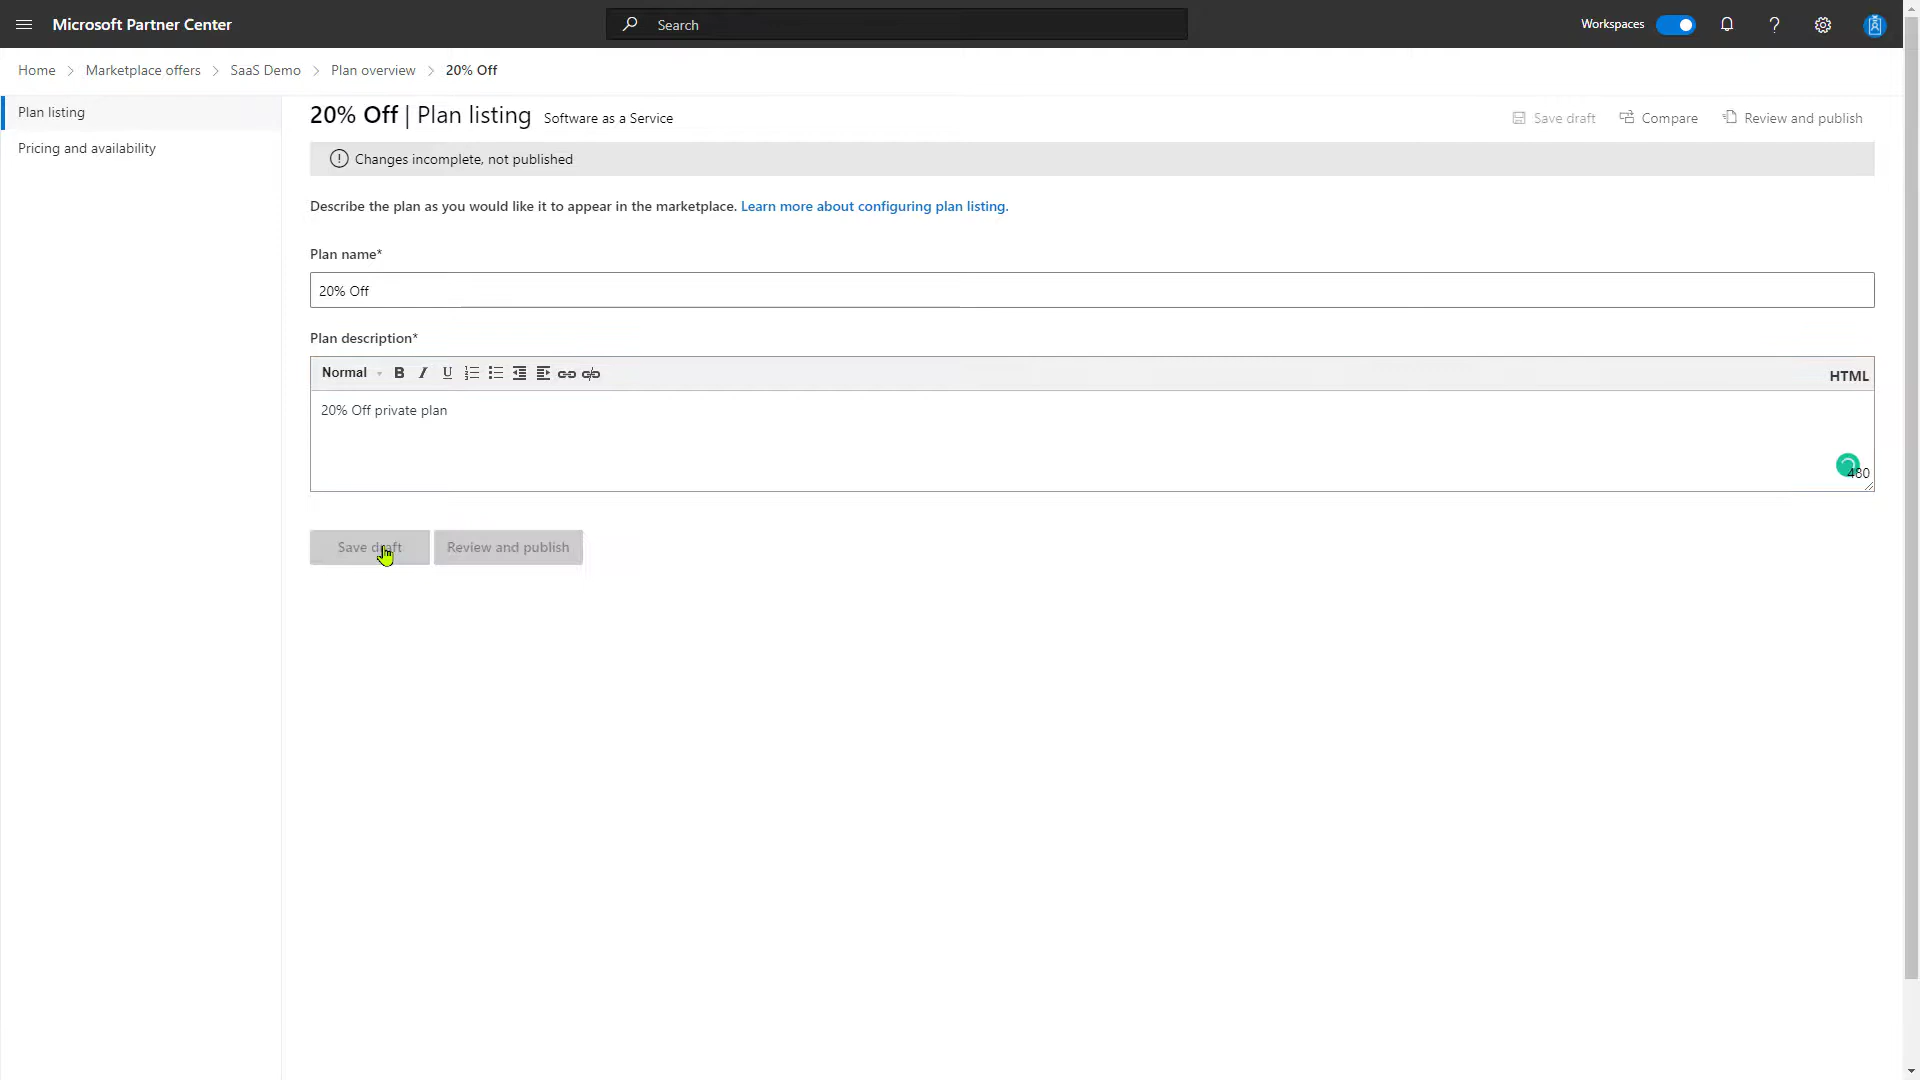 Microsoft Partner Center
Search
Workspaces
Home > Marketplace offers > SaaS Demo > Plan overview > 20% Off
Plan listing
Pricing and availability
20% Off | Plan listing Software as a Service
Save draft Compare Review and publish
Changes incomplete, not published
Describe the plan as you would like it to appear in the marketplace. Learn more about configuring plan listing.
Plan name*
20% Off
Plan description*
Normal B I U HTML
20% Off private plan
480
Save draft Review and publish